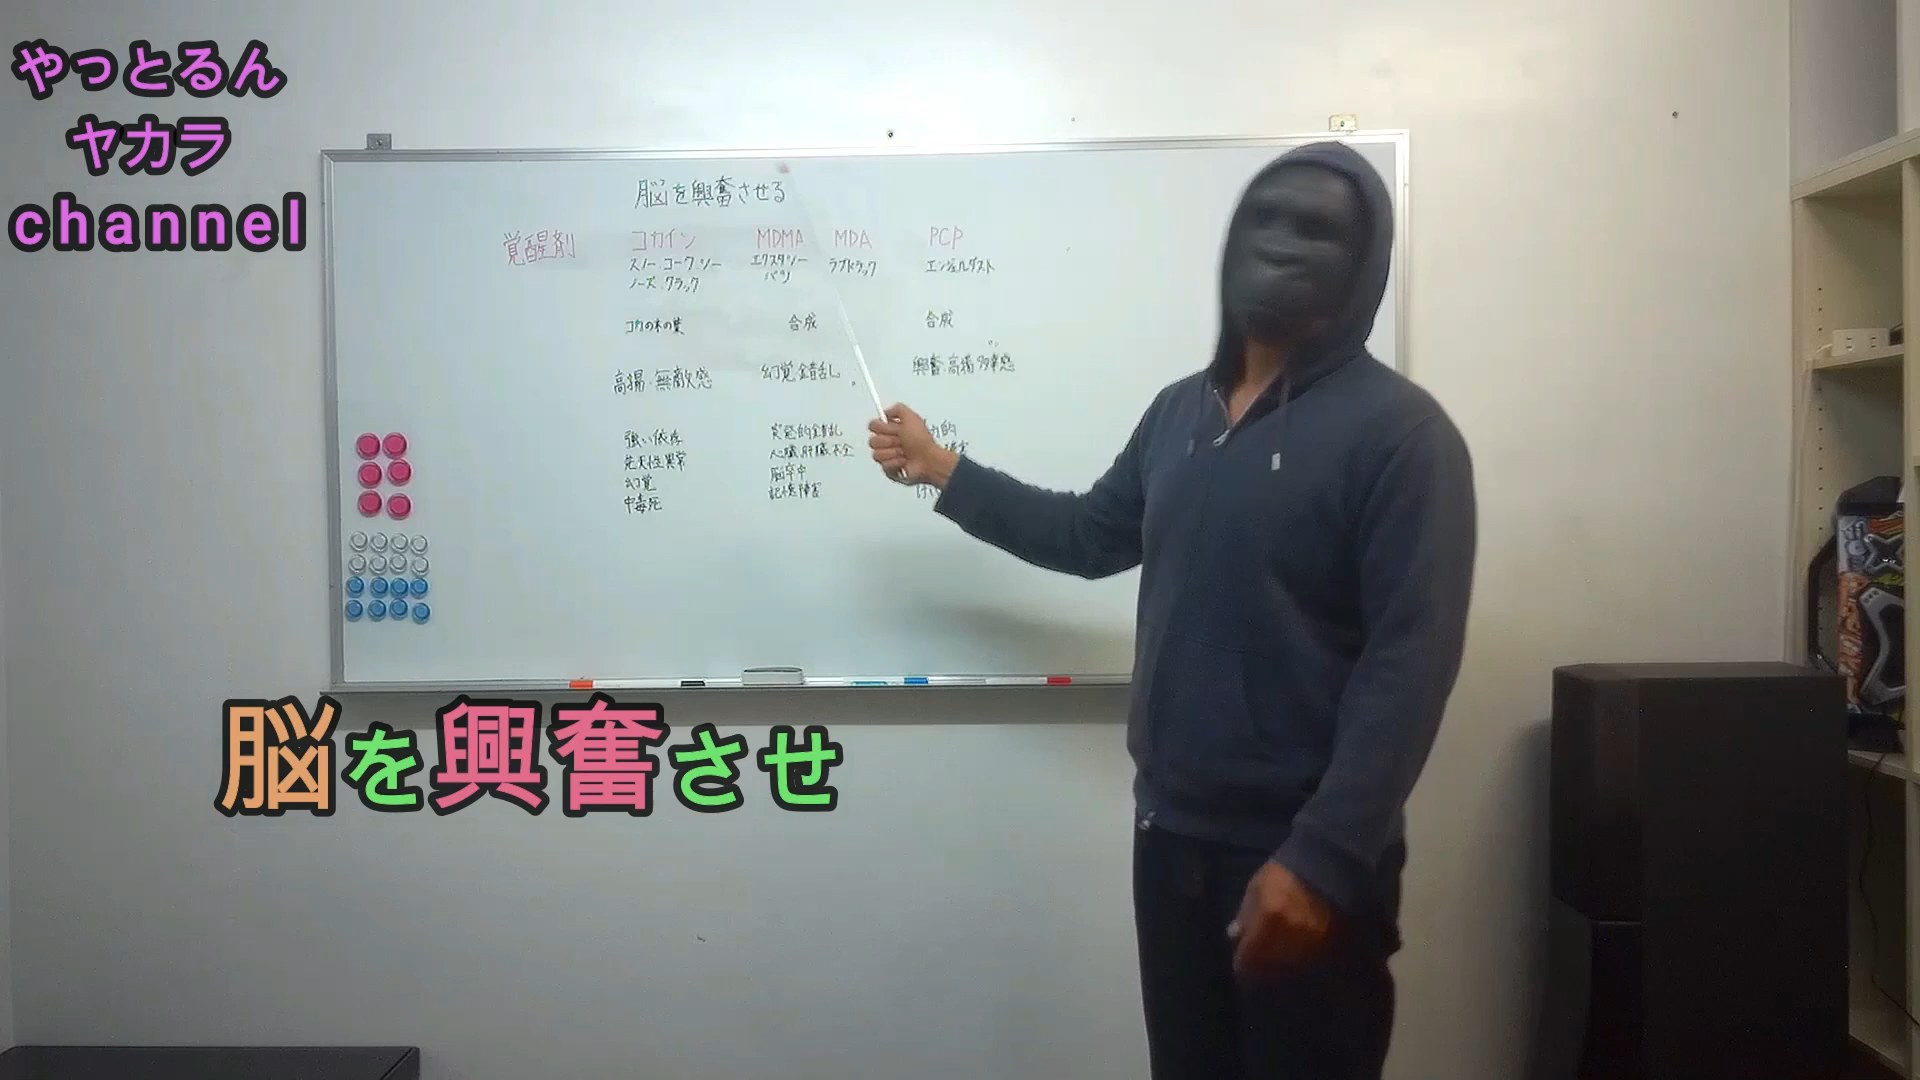 やっとるん
ヤカラ
channel
脳を興奮させる
覚醒剤
コカイン
MDMA
MDA
PCP
スノー.コーク.ソー
エクスタシー
ラブドラッグ
エンジェルダスト
ノーズ.クラック
バツ
コカの木の葉
合成
合成
高揚・無敵感
幻覚錯乱
興奮・高揚多幸感
強い依存
先天性異常
幻覚
中毒死
突発的錯乱
心臓.肝臓不全
脳卒中
記憶障害
脳を興奮させ